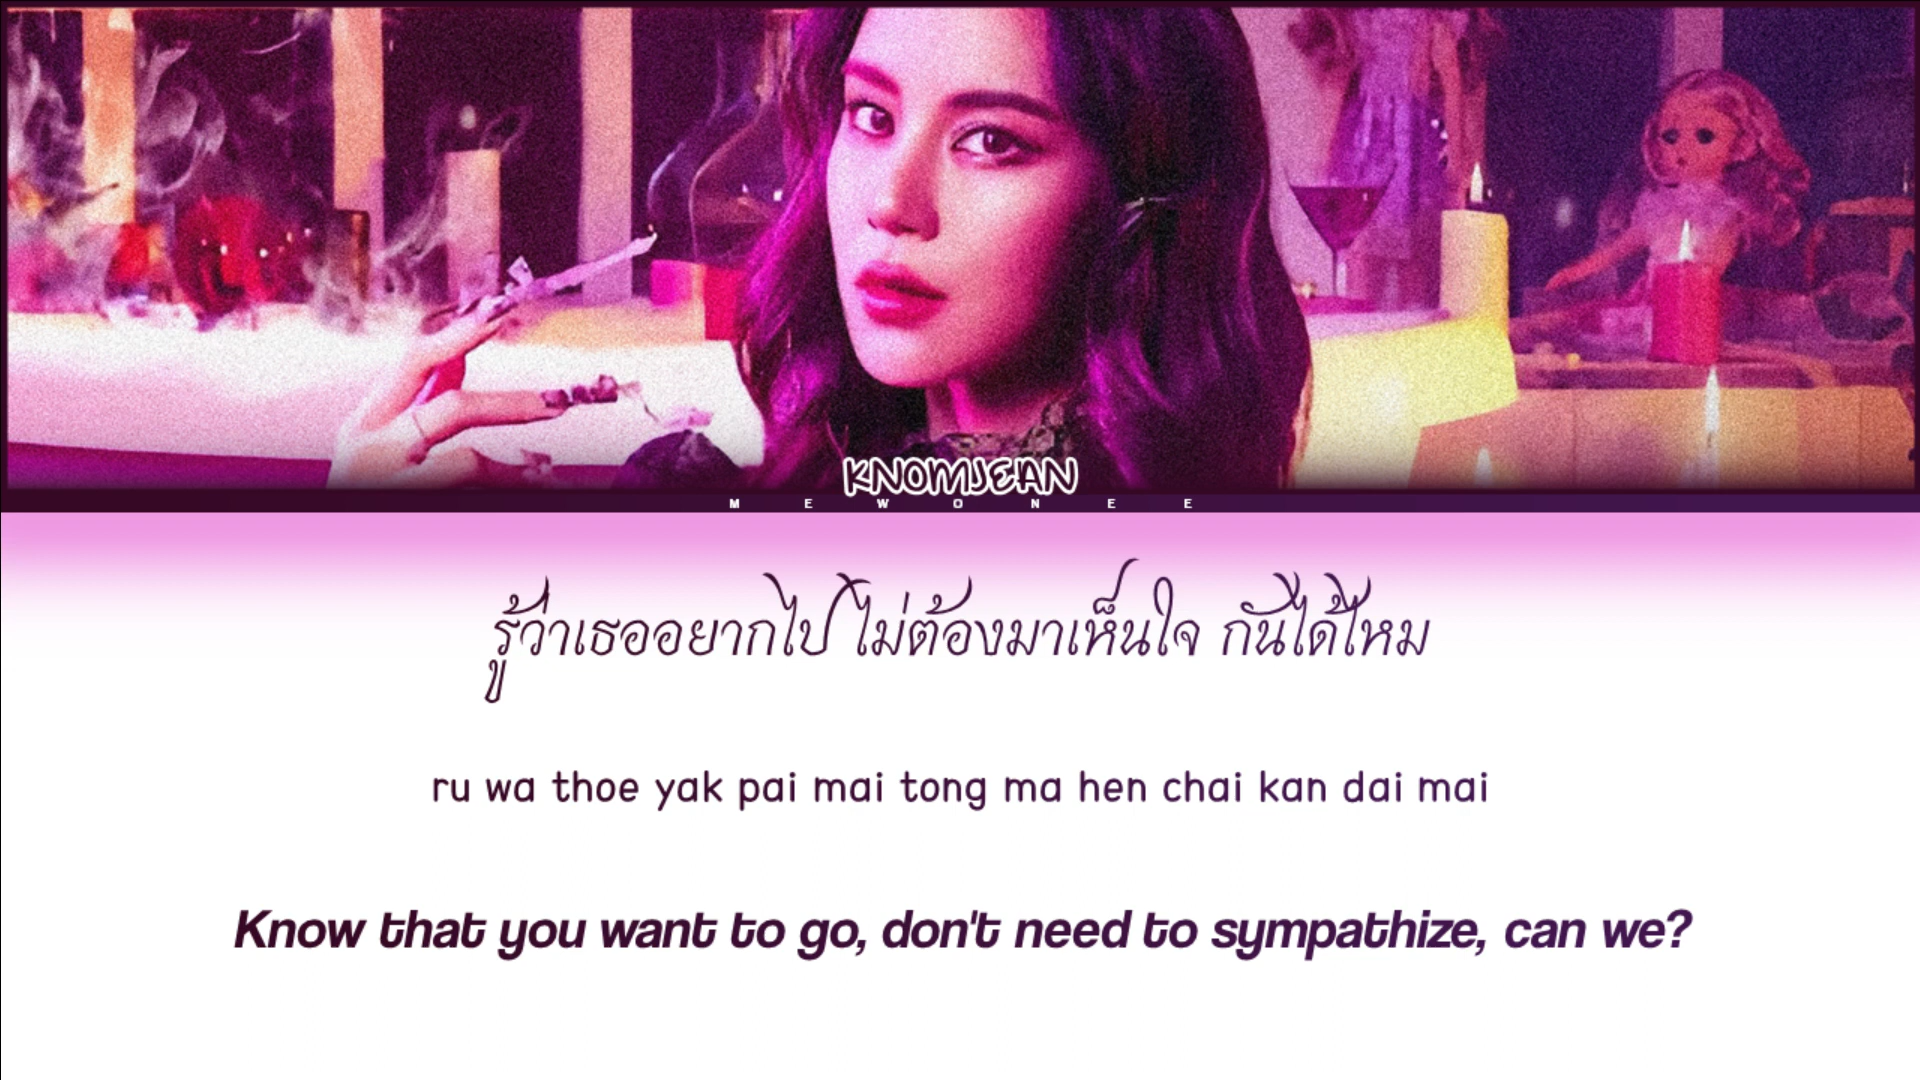 KNOMJEAN
MEWONEE
รู้ว่าเธออยากไป ไม่ต้องมาเห็นใจ กันได้ไหม
ru wa thoe yak pai mai tong ma hen chai kan dai mai
Know that you want to go, don't need to sympathize, can we?